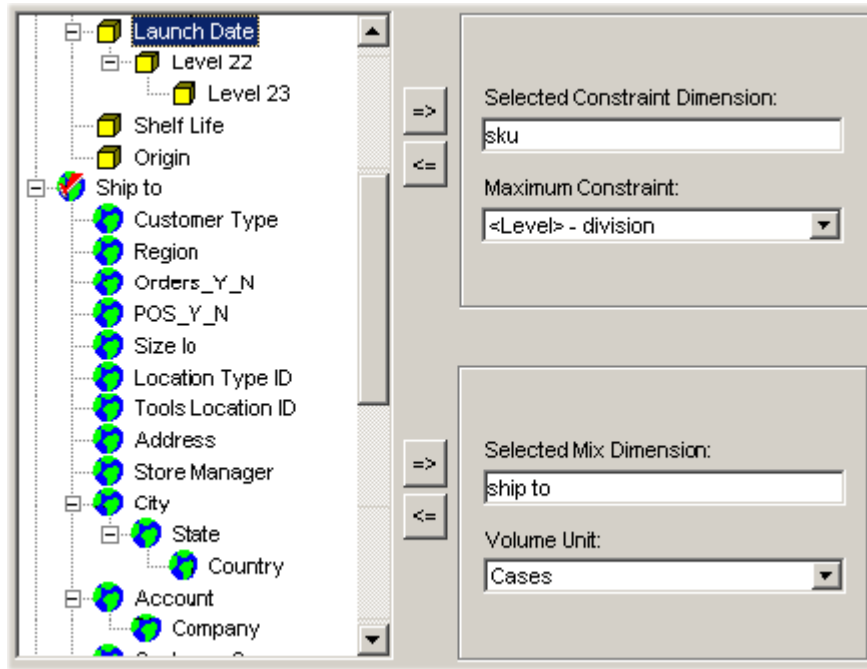 Launch Date
Level 22
Level 23
Shelf Life
Origin
Ship to
Customer Type
Region
Orders_Y_N
POS_Y_N
Size lo
Location Type ID
Tools Location ID
Address
Store Manager
City
State
Country
Account
Company
=>
<=
Selected Constraint Dimension:
sku
Maximum Constraint:
<Level> - division
=>
<=
Selected Mix Dimension:
ship to
Volume Unit:
Cases